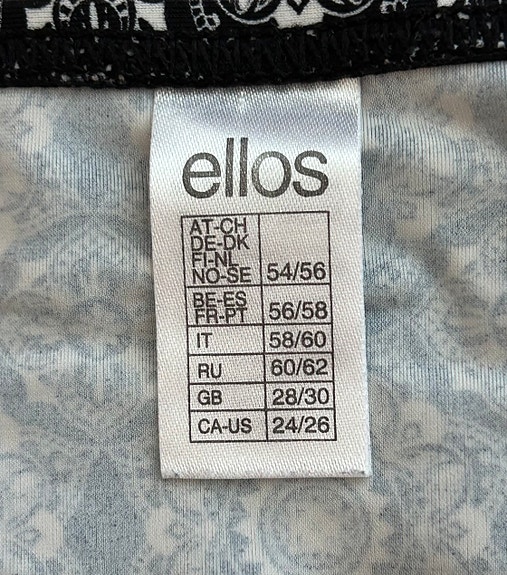 ellos
AT-CH
DE-DK
FI-NL
NO-SE 54/56
BE-ES
FR-PT 56/58
IT 58/60
RU 60/62
GB 28/30
CA-US 24/26